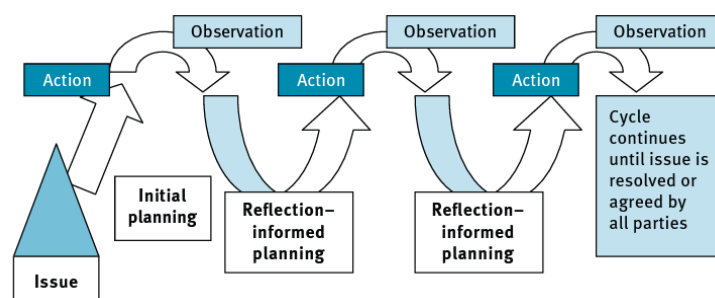 Observation
Observation
Observation
Action
Action
Action
Cycle
continues
until issue is
resolved or
agreed by
all parties
Initial
planning
Reflection–
informed
planning
Reflection–
informed
planning
Issue